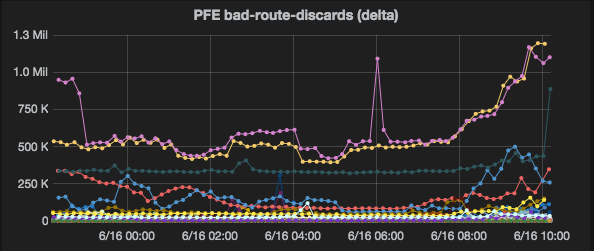 PFE bad-route-discards (delta)
1.3 Mil
1.0 Mil
750 K
500 K
250 K
0
6/16 00:00 6/16 02:00 6/16 04:00 6/16 06:00 6/16 08:00 6/16 10:00